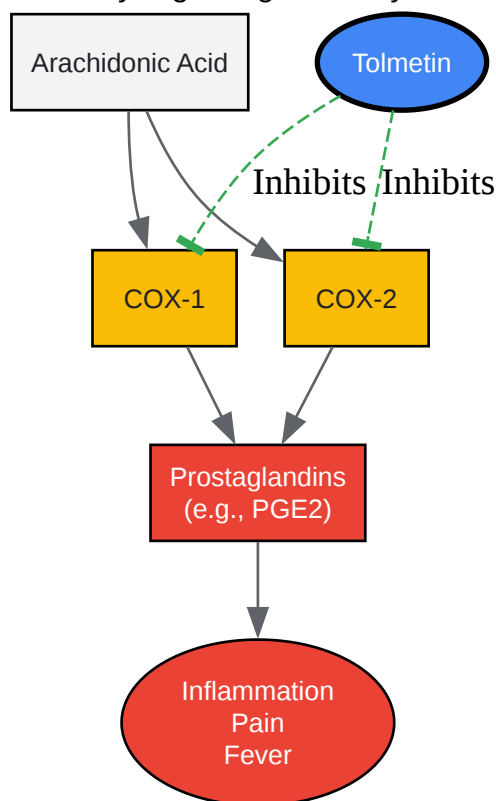 Arachidonic Acid
Tolmetin
Inhibits
Inhibits
COX-1
COX-2
Prostaglandins
(e.g., PGE2)
Inflammation
Pain
Fever